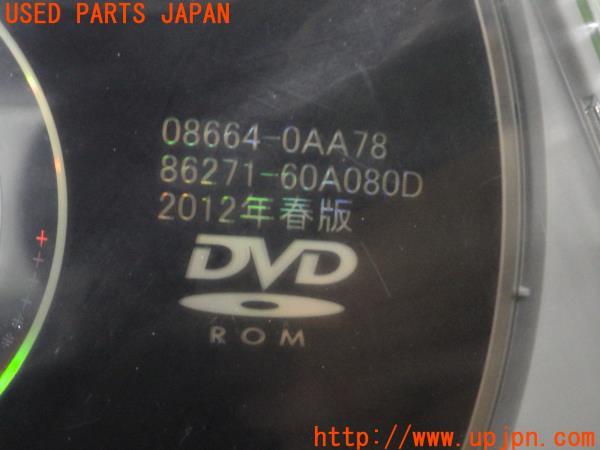 USED PARTS JAPAN
08664-0AA78
86271-60A080D
2012年春版
DVD
ROM
http://www.upjpn.com